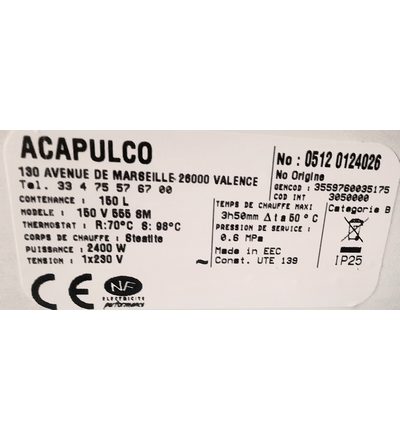 ACAPULCO
130 AVENUE DE MARSEILLE 26000 VALENCE
Tel. 33 4 75 57 67 00
CONTENANCE : 150 L
MODELE : 150 V 555 SM
THERMOSTAT : R:70°C S: 98°C
CORPS DE CHAUFFE : Steatite
PUISSANCE : 2400 W
TENSION : 1x230 V ~
No : 0512 0124026
No Origine
GENCOD : 3559760035175
COD INT 3050000
TEMPS DE CHAUFFE MAXI
3h50mm Δt à 50°C
PRESSION DE SERVICE :
0.6 MPa
Made in EEC
Const. UTE 139
Categorie B
IP25
CE
NF
ELECTRICITE
performance